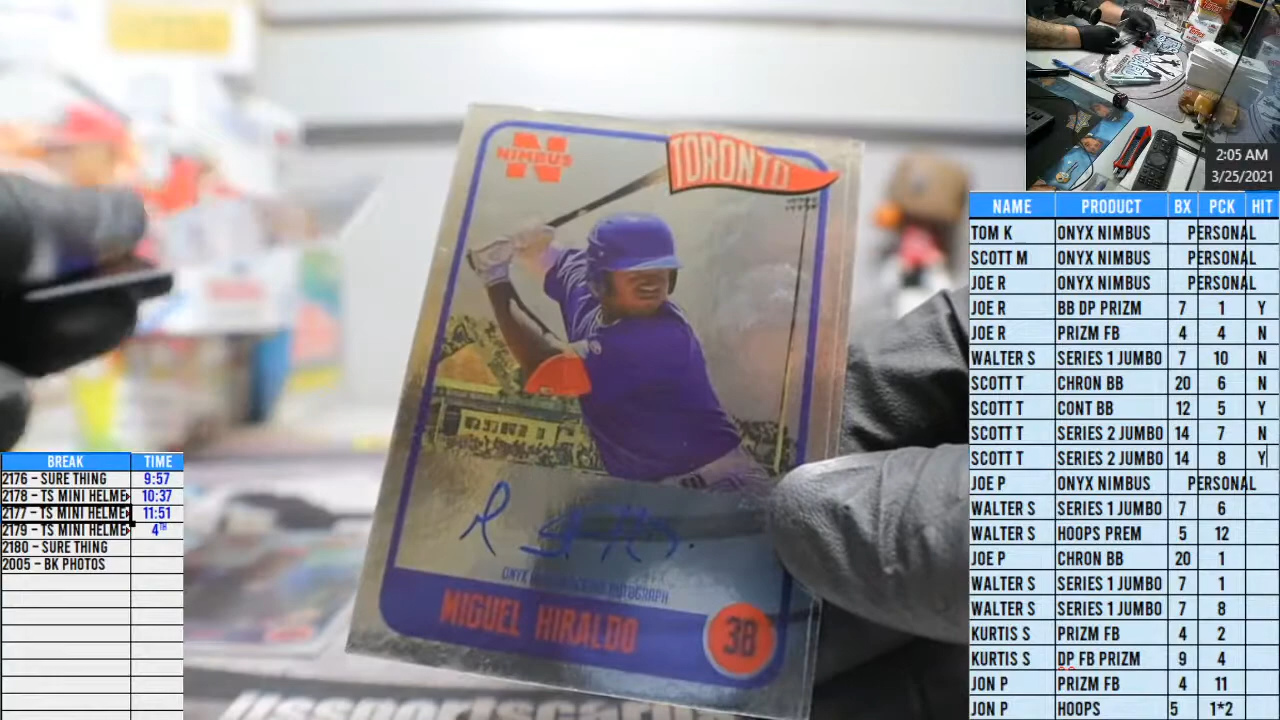 NIMBUS
N
TORONTO
ONYX AUTHENTICATED AUTOGRAPH
MIGUEL HIRALDO
38
2:05 AM
3/25/2021
NAME PRODUCT BX PCK HIT
TOM K ONYX NIMBUS PERSONAL
SCOTT M ONYX NIMBUS PERSONAL
JOE R ONYX NIMBUS PERSONAL
JOE R BB DP PRIZM 7 1 Y
JOE R PRIZM FB 4 4 N
WALTER S SERIES 1 JUMBO 7 10 N
SCOTT T CHRON BB 20 6 N
SCOTT T CONT BB 12 5 Y
SCOTT T SERIES 2 JUMBO 14 7 N
SCOTT T SERIES 2 JUMBO 14 8 Y
JOE P ONYX NIMBUS PERSONAL
WALTER S SERIES 1 JUMBO 7 6
WALTER S HOOPS PREM 5 12
JOE P CHRON BB 20 1
WALTER S SERIES 1 JUMBO 7 1
WALTER S SERIES 1 JUMBO 7 8
KURTIS S PRIZM FB 4 2
KURTIS S DP FB PRIZM 9 4
JON P PRIZM FB 4 11
JON P HOOPS 5 1*2
BREAK TIME
2176 - SURE THING 9:57
2178 - TS MINI HELME 10:37
2177 - TS MINI HELME 11:51
2179 - TS MINI HELME 4TH
2180 - SURE THING
2005 - BK PHOTOS